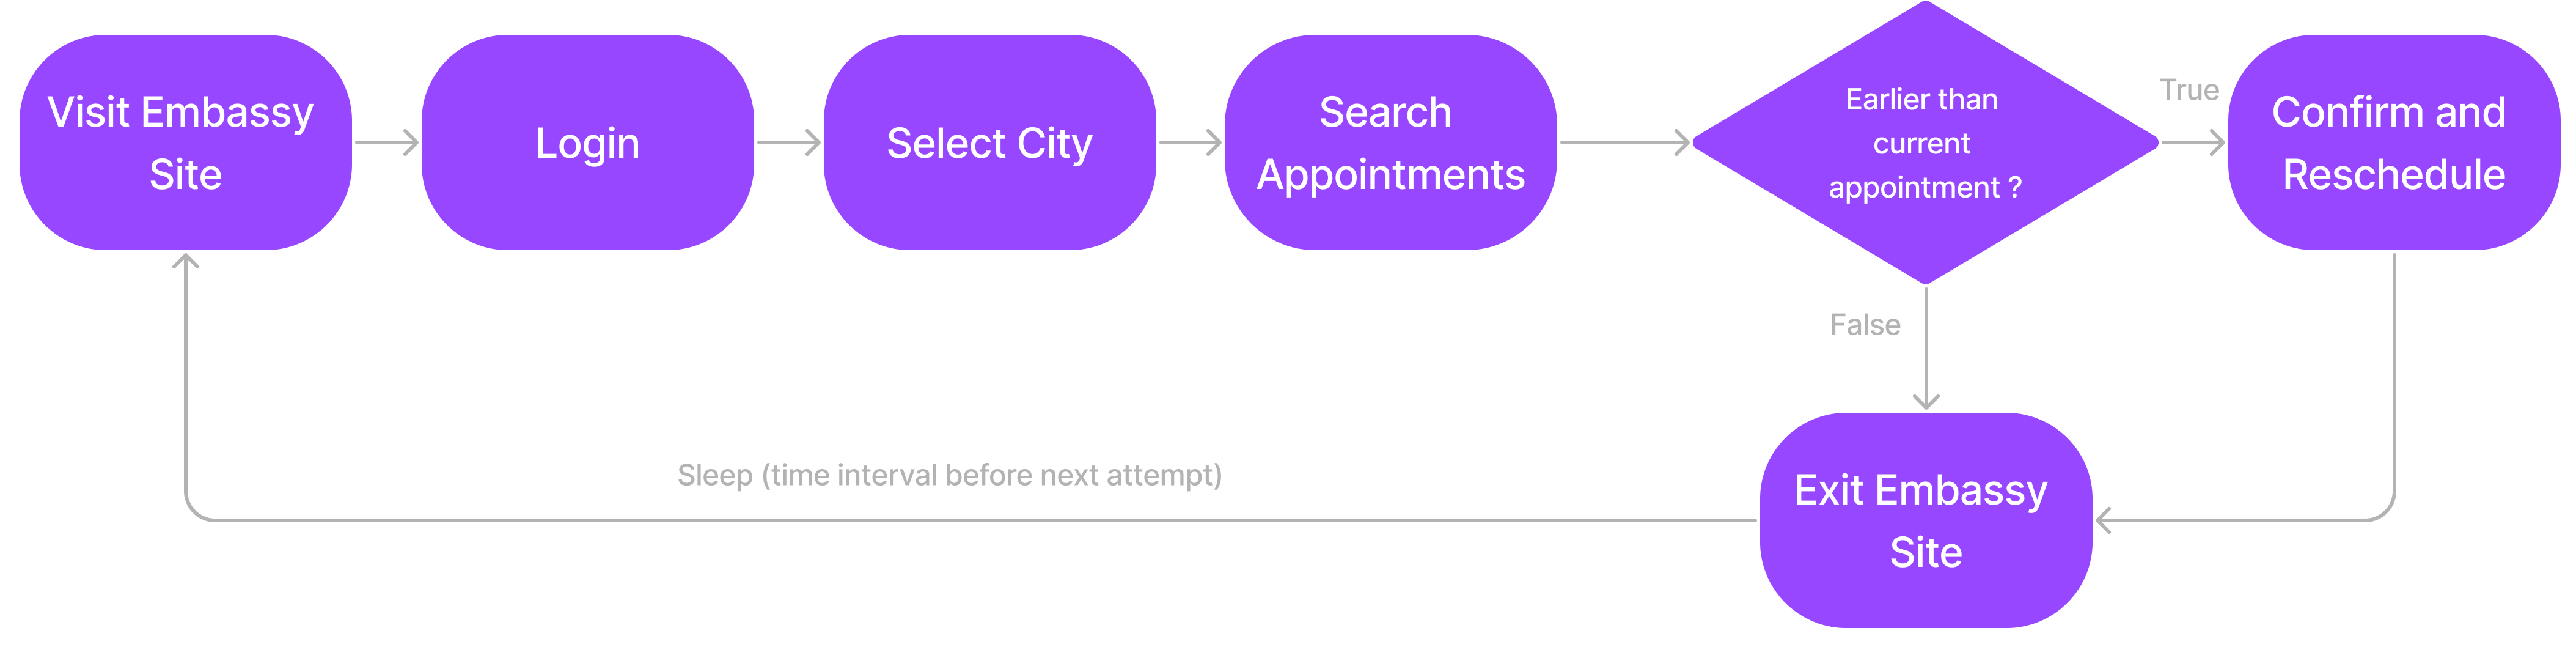 Visit Embassy
Site
Login
Select City
Search
Appointments
Earlier than
current
appointment ?
True
Confirm and
Reschedule
False
Exit Embassy
Site
Sleep (time interval before next attempt)